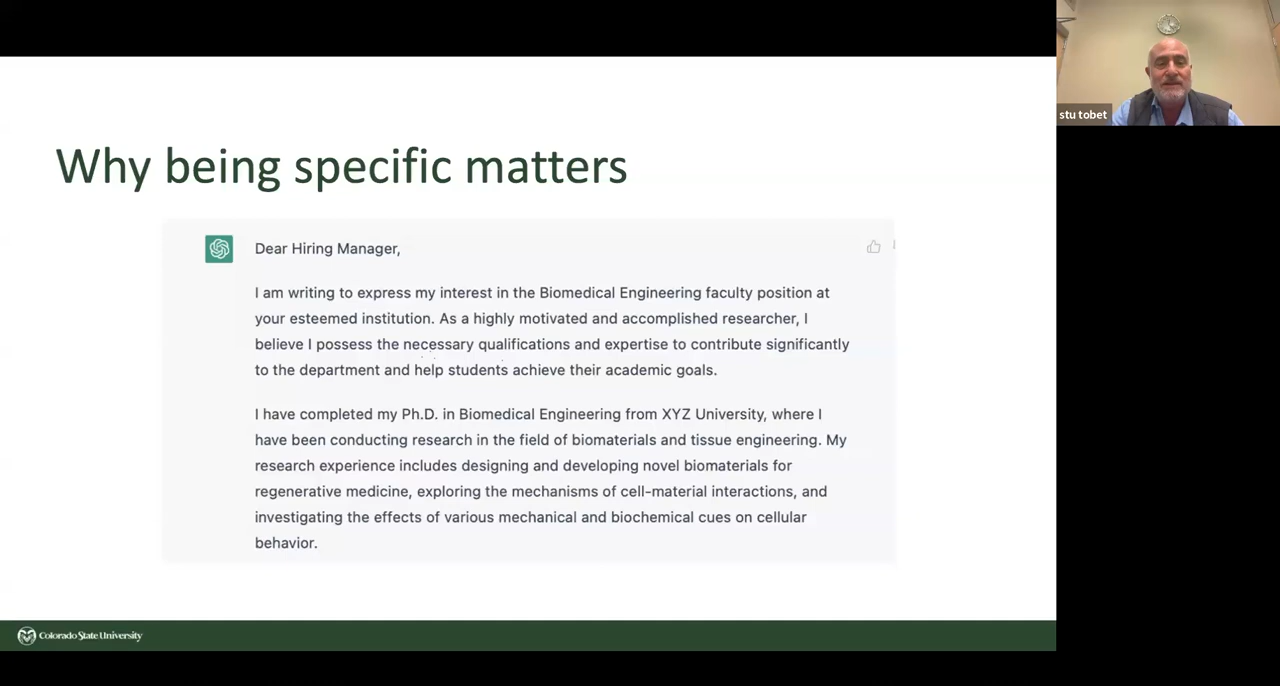 Why being specific matters
Dear Hiring Manager,
I am writing to express my interest in the Biomedical Engineering faculty position at
your esteemed institution. As a highly motivated and accomplished researcher, I
believe I possess the necessary qualifications and expertise to contribute significantly
to the department and help students achieve their academic goals.
I have completed my Ph.D. in Biomedical Engineering from XYZ University, where I
have been conducting research in the field of biomaterials and tissue engineering. My
research experience includes designing and developing novel biomaterials for
regenerative medicine, exploring the mechanisms of cell-material interactions, and
investigating the effects of various mechanical and biochemical cues on cellular
behavior.
Colorado State University
stu tobet